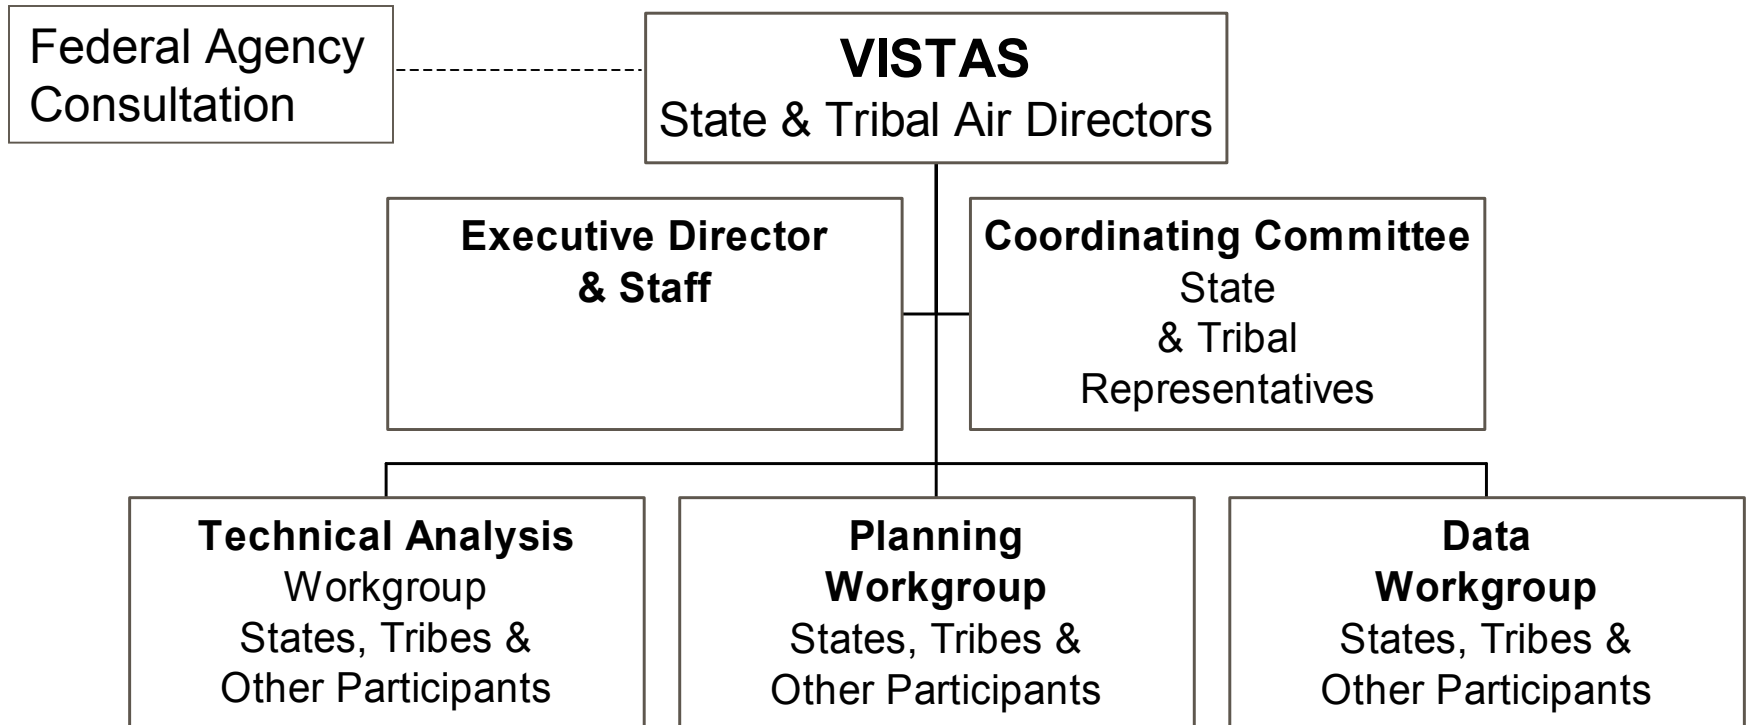 Federal Agency
Consultation
VISTAS
State & Tribal Air Directors
Executive Director
& Staff
Coordinating Committee
State
& Tribal
Representatives
Technical Analysis
Workgroup
States, Tribes &
Other Participants
Planning
Workgroup
States, Tribes &
Other Participants
Data
Workgroup
States, Tribes &
Other Participants